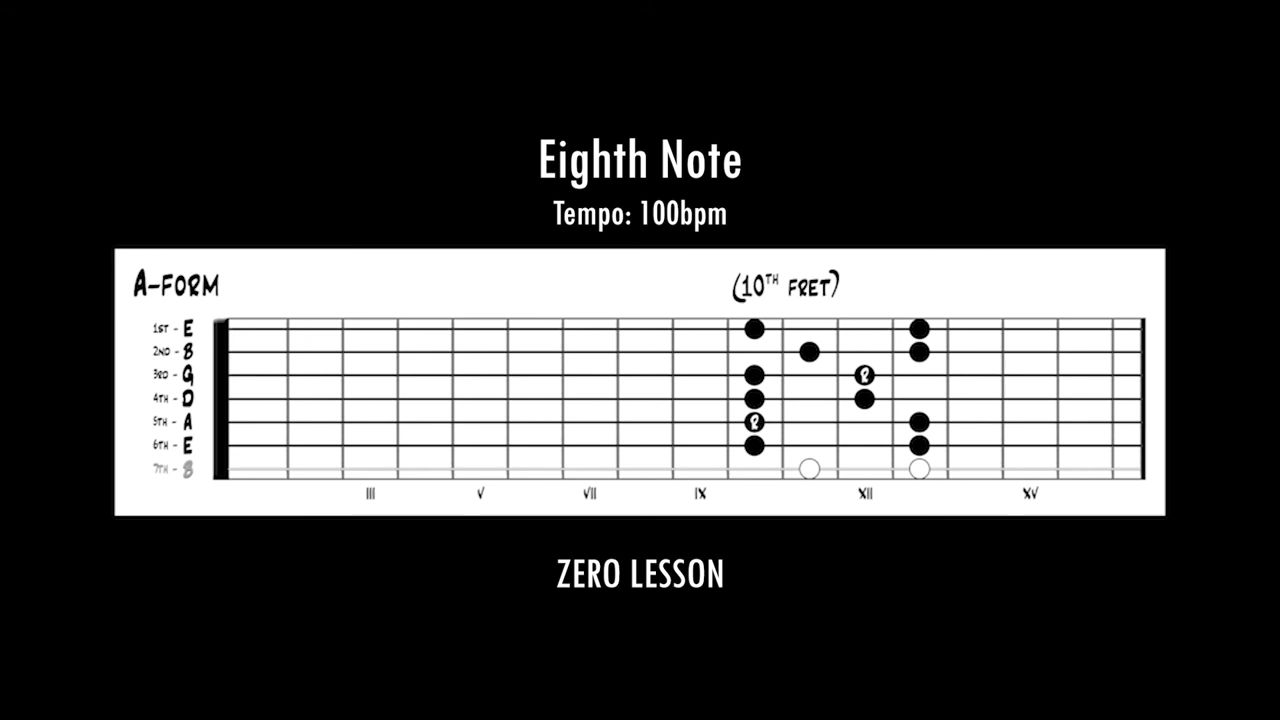 Eighth Note
Tempo: 100bpm
A-FORM
(10TH FRET)
1ST - E
2ND - B
3RD - G
4TH - D
5TH - A
6TH - E
7TH - B
R
R
III V VII IX XII XV
ZERO LESSON